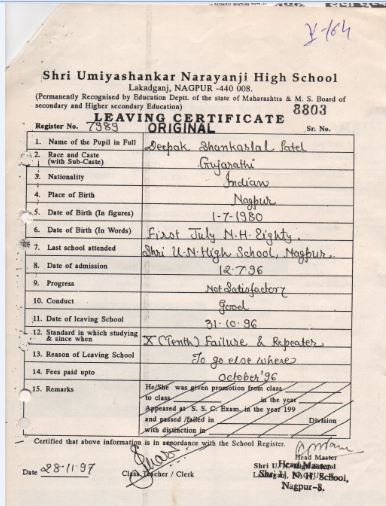 V-/64
Shri Umiyashankar Narayanji High School
Lakadganj, NAGPUR -440 008.
(Permanently Recognised by Education Deptt. of the state of Maharashtra & M. S. Board of
secondary and Higher secondary Education) 8803
LEAVING CERTIFICATE
Register No. 7989 ORIGINAL Sr. No.
1. Name of the Pupil in Full Deepak Shankarlal Patel
2. Race and Caste (with Sub-Caste) Gujarathi
3. Nationality Indian
4. Place of Birth Nagpur
5. Date of Birth (In figures) 1-7-1980
6. Date of Birth (In Words) First July N.H. Eighty.
7. Last school attended Shri U.N. High School, Nagpur.
8. Date of admission 12-7-96
9. Progress Not Satisfactory
10. Conduct Good
11. Date of leaving School 31-10-96
12. Standard in which studying & since when X (Tenth) Failure & Repeater
13. Reason of Leaving School To go else where
14. Fees paid upto October'96
15. Remarks He/She was given promotion from class
to class in the year
Appeared at S. S. C. Exam. in the year 199
and passed /failed in Division
with distinction in
Certified that above information is in accordance with the School Register.
Date 28-11-97 Class Teacher / Clerk
Head Master
Shri U. N. High School,
Nagpur-8.